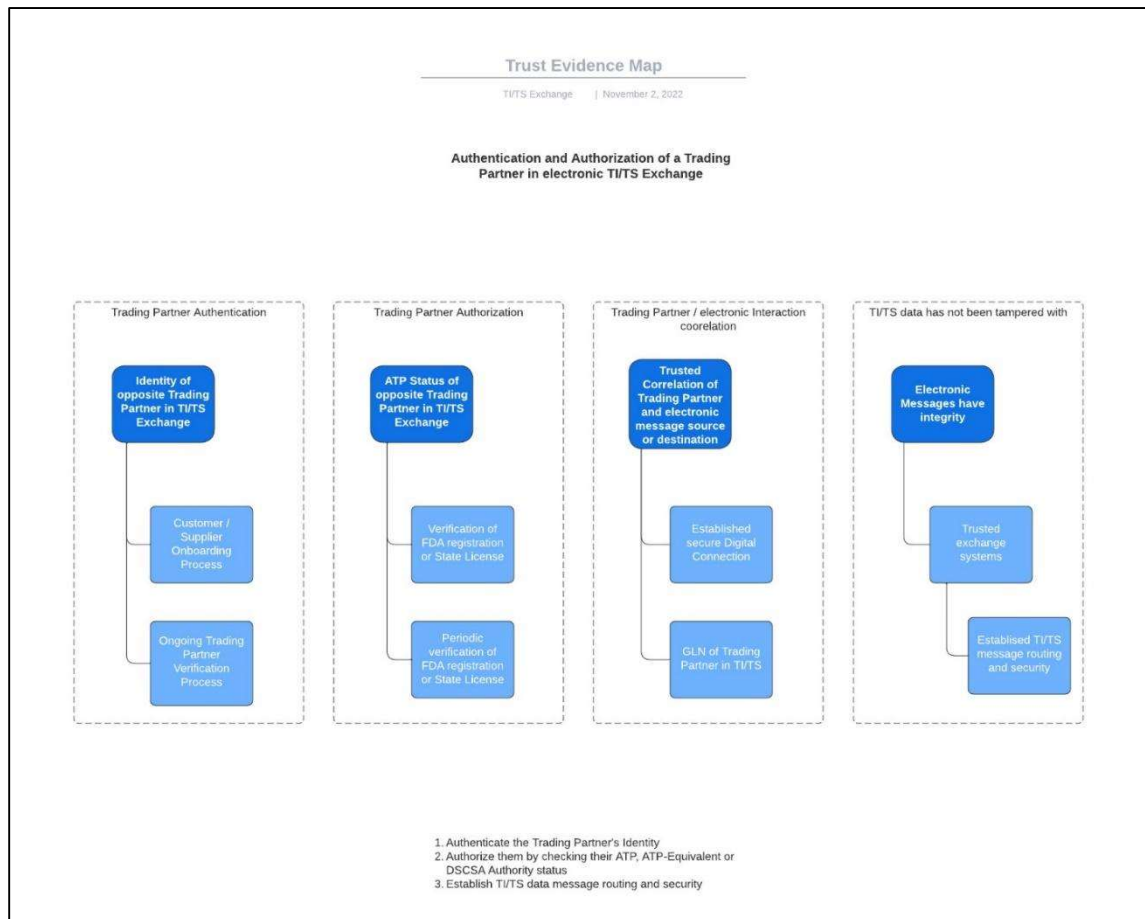 Trust Evidence Map
TI/TS Exchange | November 2, 2022
Authentication and Authorization of a Trading
Partner in electronic TI/TS Exchange
Trading Partner Authentication
Identity of
opposite Trading
Partner in TI/TS
Exchange
Customer /
Supplier
Onboarding
Process
Ongoing Trading
Partner
Verification
Process
Trading Partner Authorization
ATP Status of
opposite Trading
Partner in TI/TS
Exchange
Verification of
FDA registration
or State License
Periodic
verification of
FDA registration
or State License
Trading Partner / electronic Interaction
coorelation
Trusted
Correlation of
Trading Partner
and electronic
message source
or destination
Established
secure Digital
Connection
GLN of Trading
Partner in TI/TS
TI/TS data has not been tampered with
Electronic
Messages have
integrity
Trusted
exchange
systems
Establised TI/TS
message routing
and security
1. Authenticate the Trading Partner's Identity
2. Authorize them by checking their ATP, ATP-Equivalent or
DSCSA Authority status
3. Establish TI/TS data message routing and security